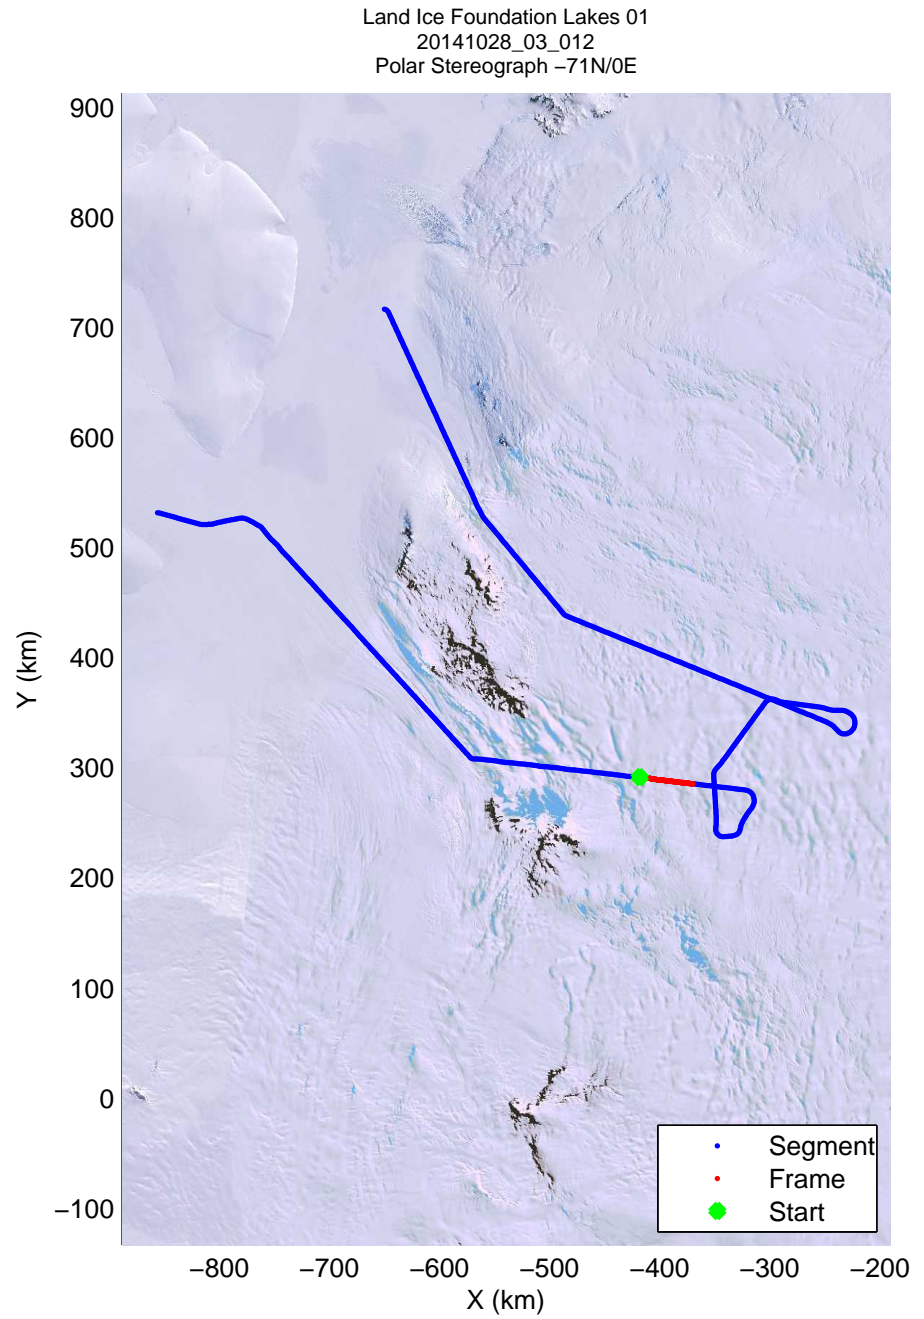 Land Ice Foundation Lakes 01
20141028_03_012
Polar Stereograph −71N/0E
900
800
700
600
500
400
300
200
100
0
−100
Y (km)
−800 −700 −600 −500 −400 −300 −200
X (km)
Segment
Frame
Start